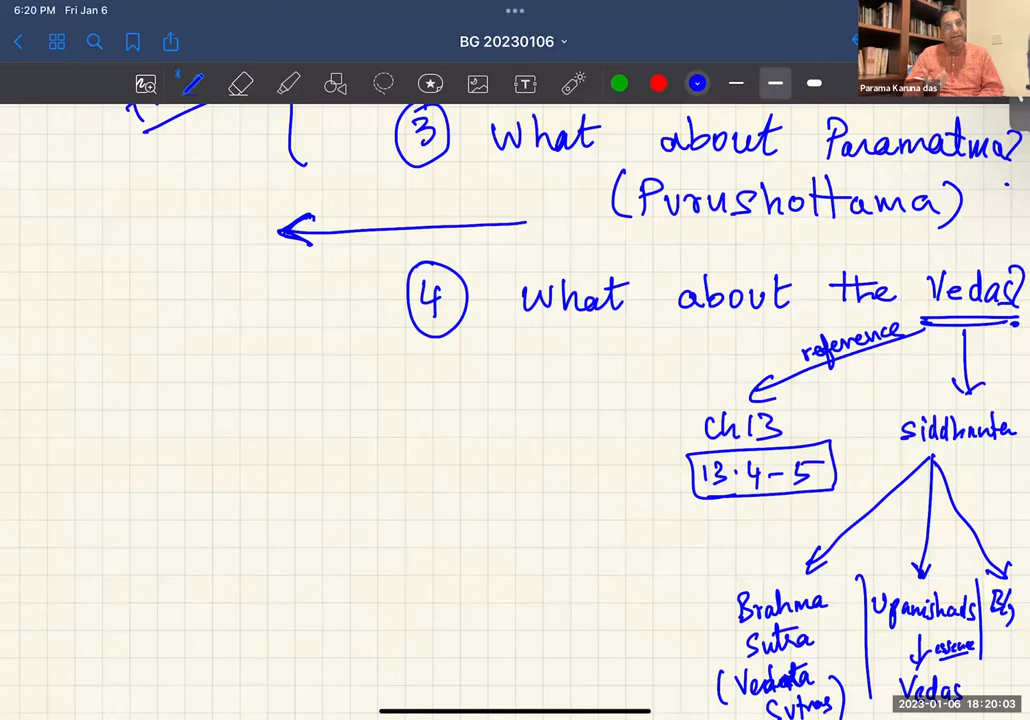 6:20 PM Fri Jan 6
BG 20230106
Parama Karuna das
3 What about Paramatma?
(Purushottama)
4 What about the Vedas?
reference
Ch 13
siddhanta
13.4-5
Brahma
Sutra
(Vedata
Sutras)
Upanishads
essence
Vedas
BG
2023-01-06 18:20:03